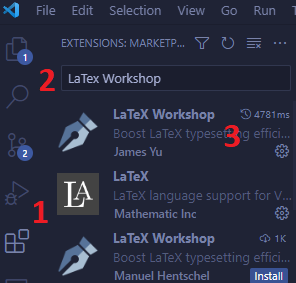 File Edit Selection View Go Run
EXTENSIONS: MARKETP...
1
2
LaTex Workshop
LaTeX Workshop 4781ms
3
Boost LaTeX typesetting effici...
James Yu
2
LA
LaTeX
LaTeX language support for V...
Mathematic Inc
1
LaTeX Workshop 1K
Boost LaTeX typesetting effici...
Manuel Hentschel Install